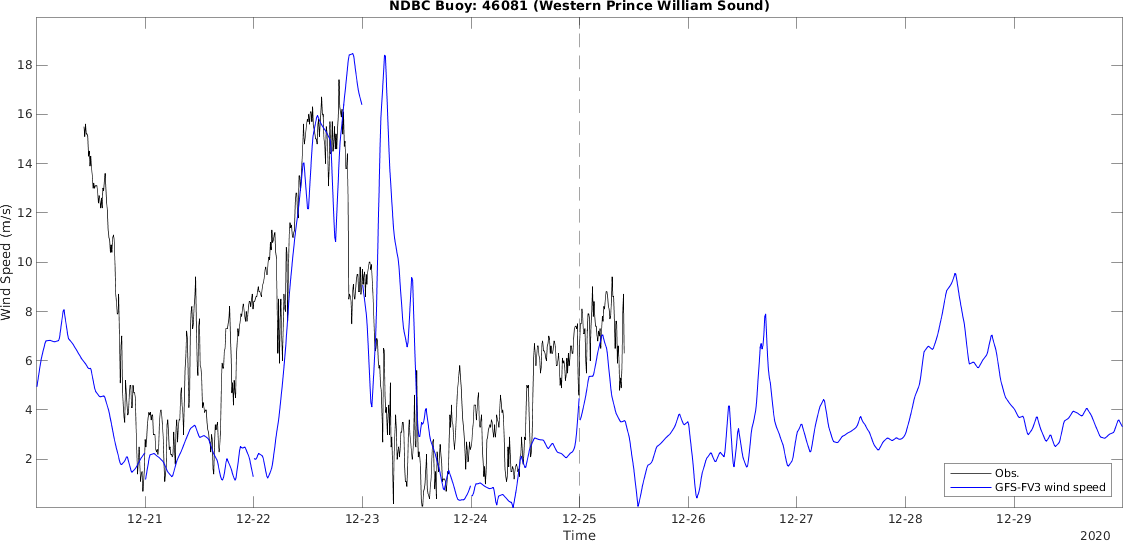 NDBC Buoy: 46081 (Western Prince William Sound)
Wind Speed (m/s)
18
16
14
12
10
8
6
4
2
12-21 12-22 12-23 12-24 12-25 12-26 12-27 12-28 12-29
Time
2020
Obs.
GFS-FV3 wind speed